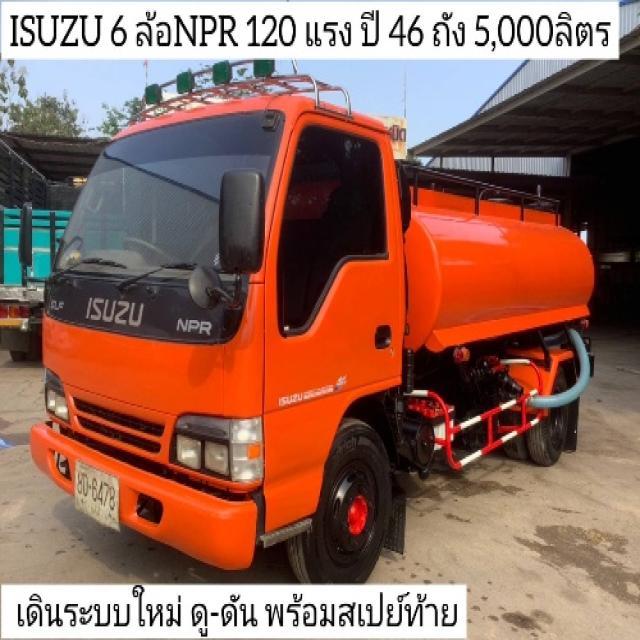 ISUZU 6 ล้อNPR 120 แรง ปี 46 ถัง 5,000ลิตร
ISUZU
NPR
ISUZU
80-6478
เดินระบบใหม่ ดู-ดัน พร้อมสเปย์ท้าย